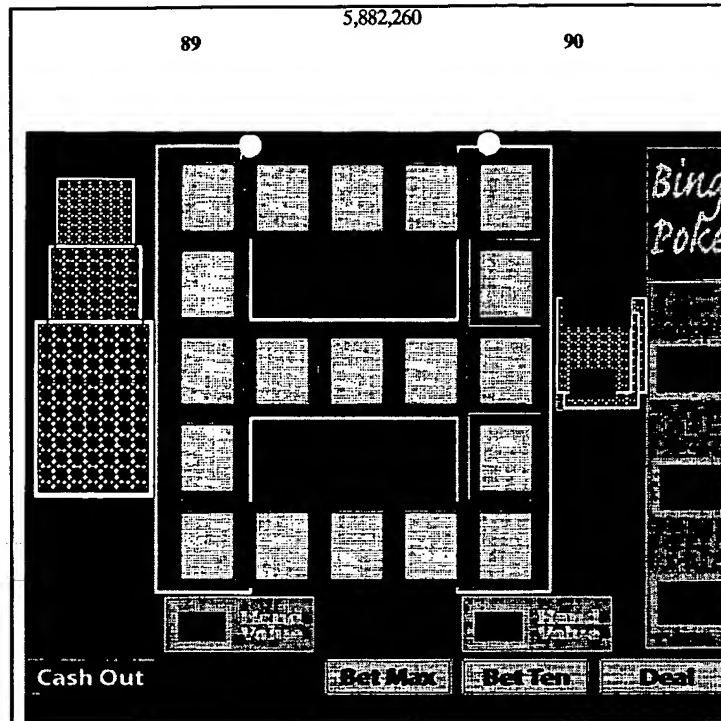 5,882,260
89
90
Bing
Poke
Hand
Value
Hand
Value
Cash Out
Bet Max
Bet Ten
Deal